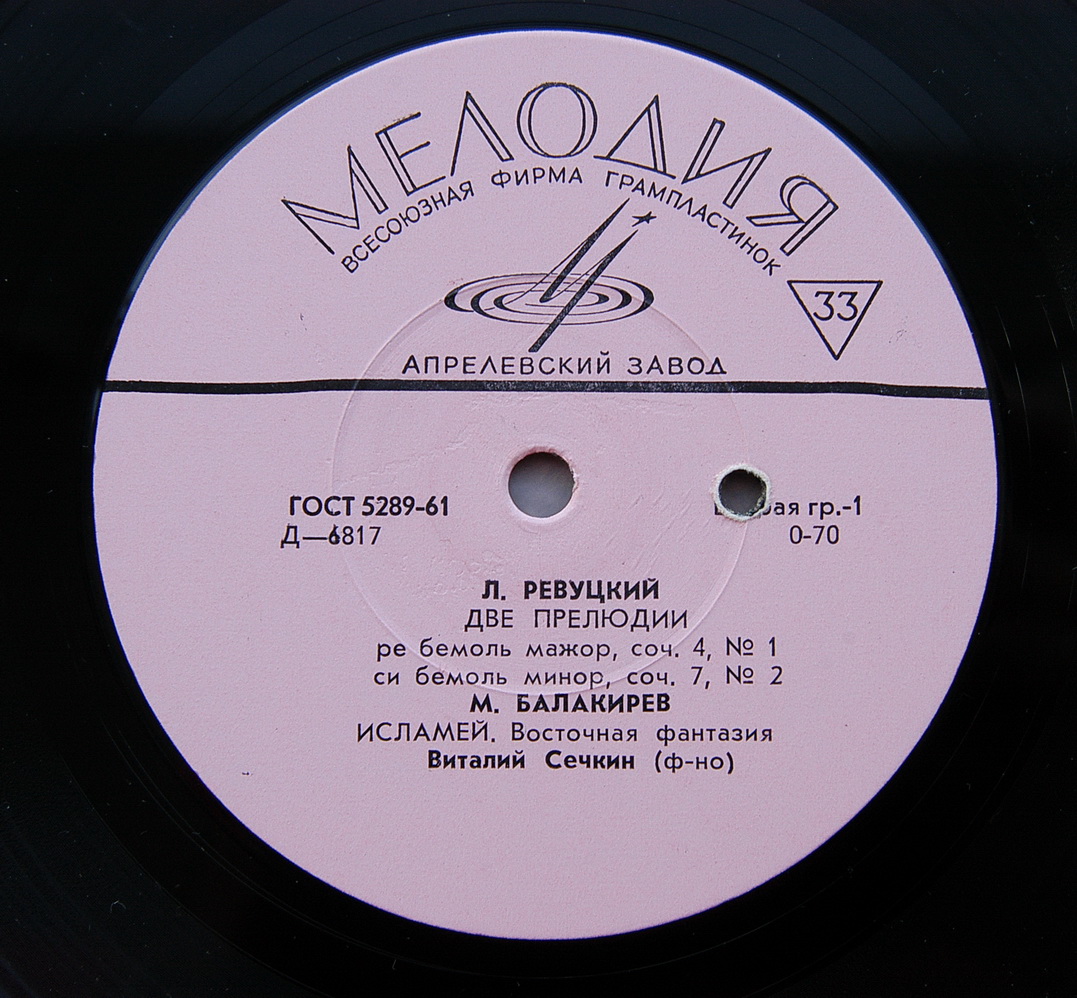 МЕЛОДИЯ
ВСЕСОЮЗНАЯ ФИРМА ГРАМПЛАСТИНОК
33
АПРЕЛЕВСКИЙ ЗАВОД
ГОСТ 5289-61
гр.-1
0-70
Л. РЕВУЦКИЙ
ДВЕ ПРЕЛЮДИИ
ре бемоль мажор, соч. 4, № 1
си бемоль минор, соч. 7, № 2
М. БАЛАКИРЕВ
ИСЛАМЕЙ. Восточная фантазия
Виталий Сечкин (ф-но)